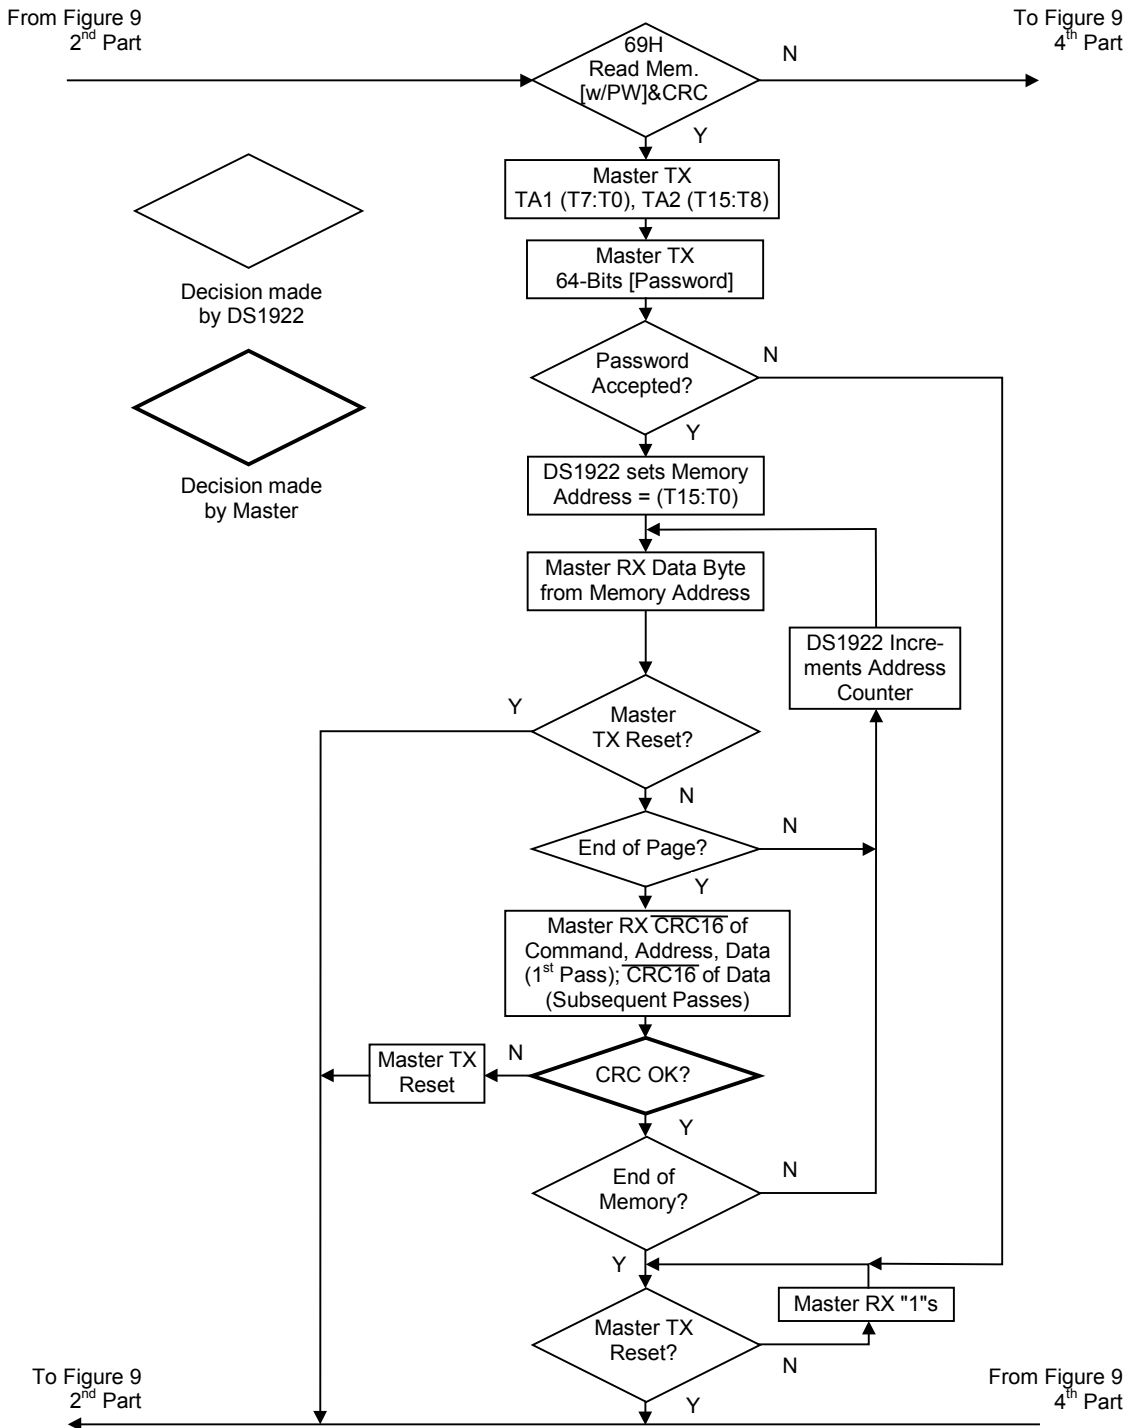 From Figure 9
2nd Part
To Figure 9
4th Part
69H
Read Mem.
[w/PW]&CRC
N
Y
Master TX
TA1 (T7:T0), TA2 (T15:T8)
Master TX
64-Bits [Password]
Decision made
by DS1922
Password
Accepted?
N
Y
Decision made
by Master
DS1922 sets Memory
Address = (T15:T0)
Master RX Data Byte
from Memory Address
DS1922 Incre-
ments Address
Counter
Y
Master
TX Reset?
N
End of Page?
N
Y
Master RX CRC16 of
Command, Address, Data
(1st Pass); CRC16 of Data
(Subsequent Passes)
Master TX
Reset
N
CRC OK?
Y
End of
Memory?
N
Y
Master RX "1"s
Master TX
Reset?
N
Y
To Figure 9
2nd Part
From Figure 9
4th Part